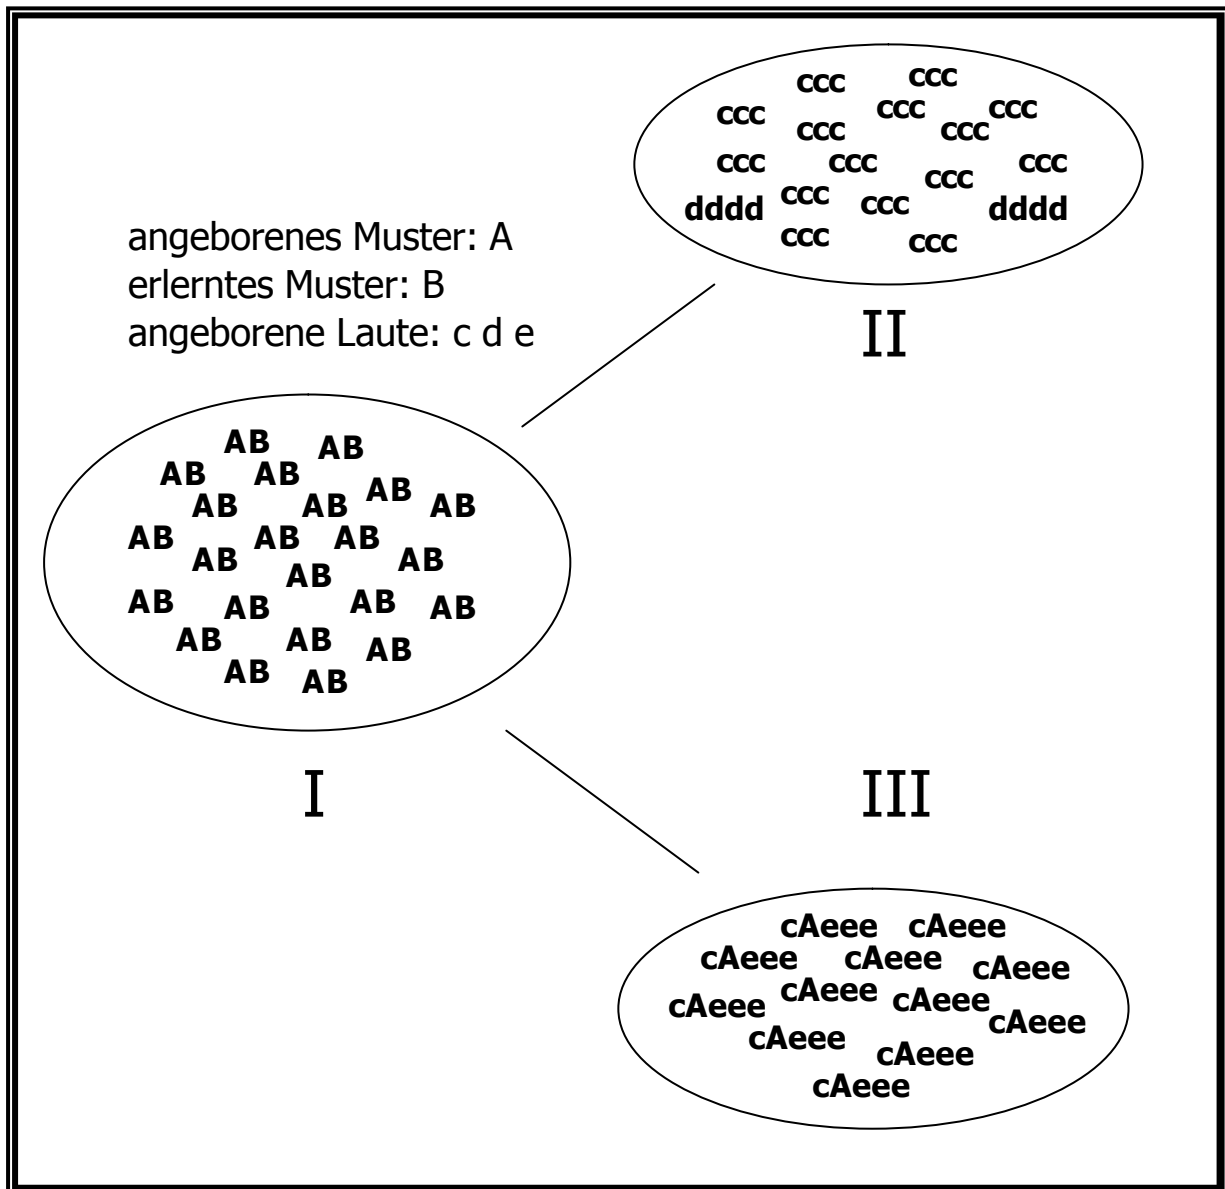 ccc ccc
ccc ccc ccc
ccc ccc
ccc ccc ccc
ccc
dddd ccc ccc dddd
ccc ccc
II
angeborenes Muster: A
erlerntes Muster: B
angeborene Laute: c d e
AB AB
AB AB
AB AB AB AB
AB AB AB
AB AB
AB
AB AB AB AB
AB AB AB
AB AB
I
III
cAeee cAeee
cAeee cAeee cAeee
cAeee cAeee cAeee
cAeee cAeee
cAeee
cAeee